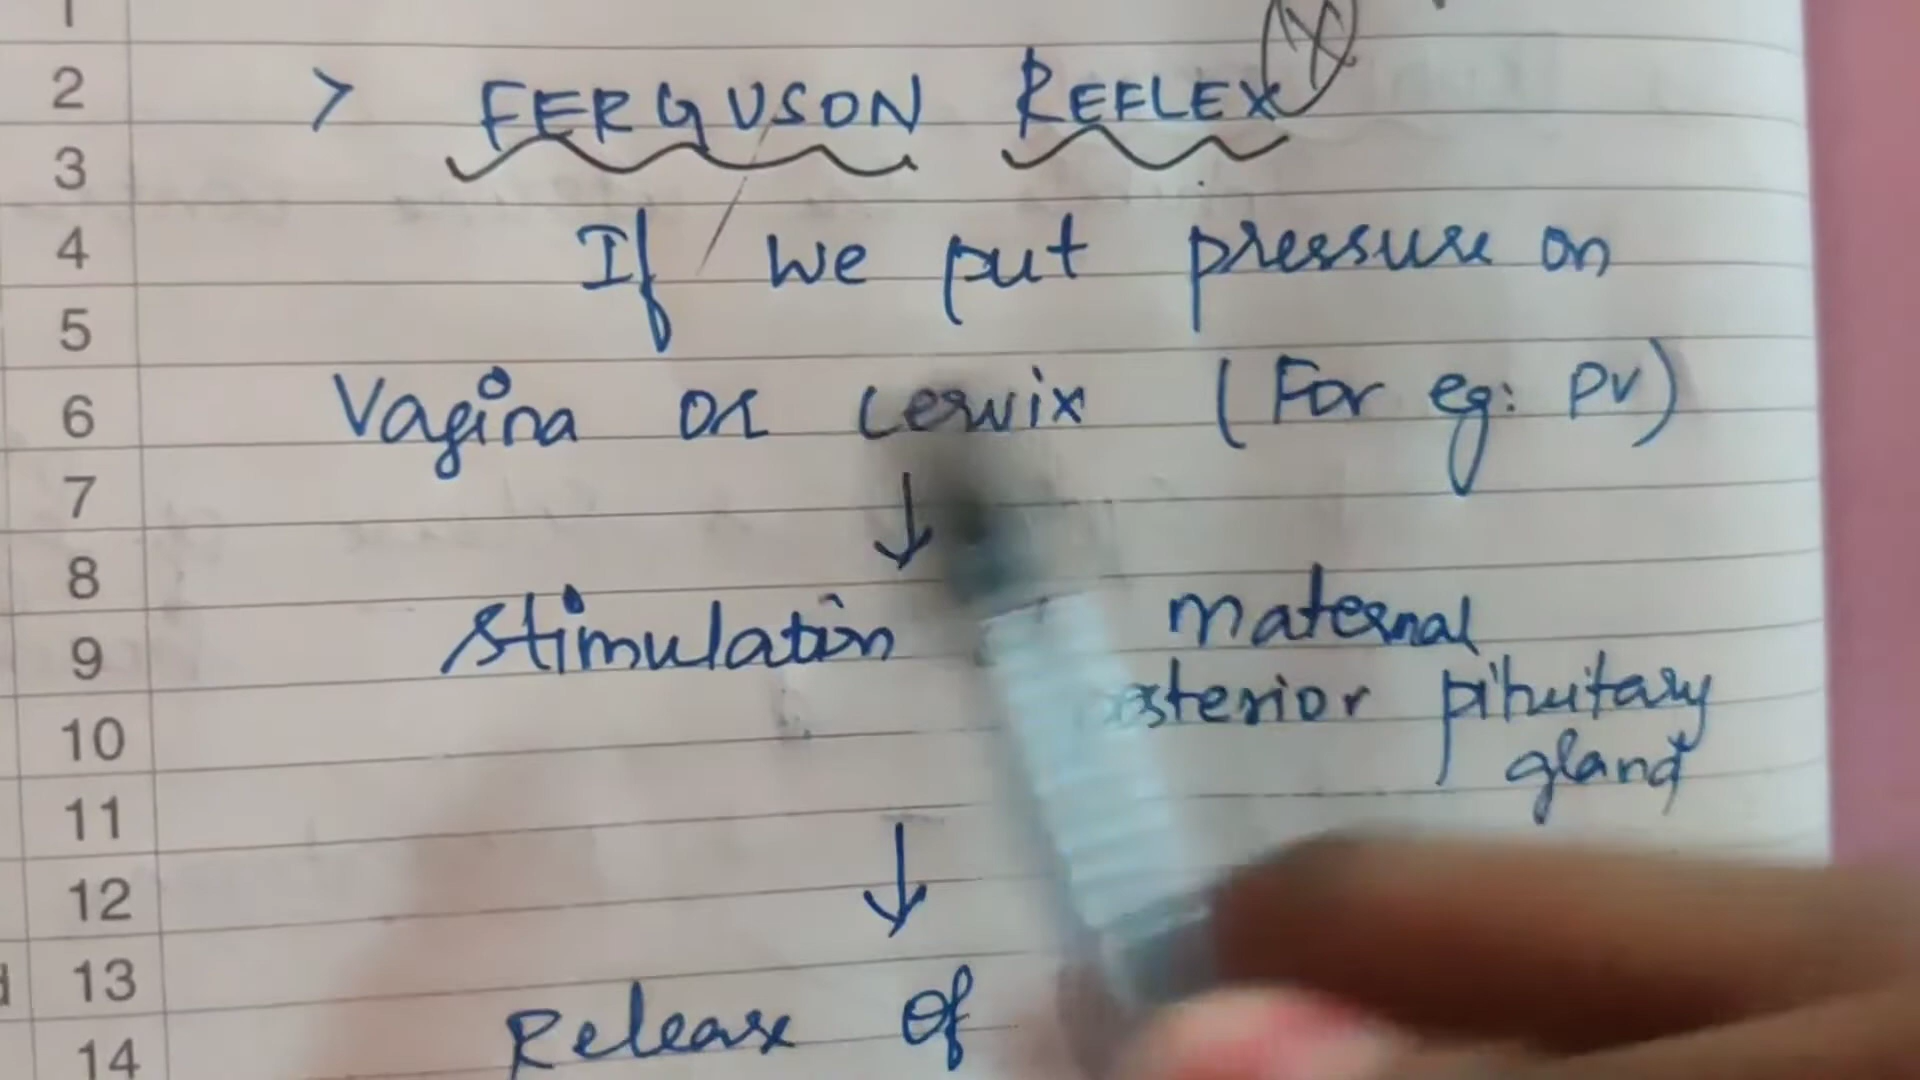 1
2
> FERGUSON REFLEX
3
4
If we put pressure on
5
6
Vagina or cervix (For eg: PV)
7
↓
8
Stimulation maternal
9
posterior pituitary
10
gland
11
12
↓
13
Release of
14